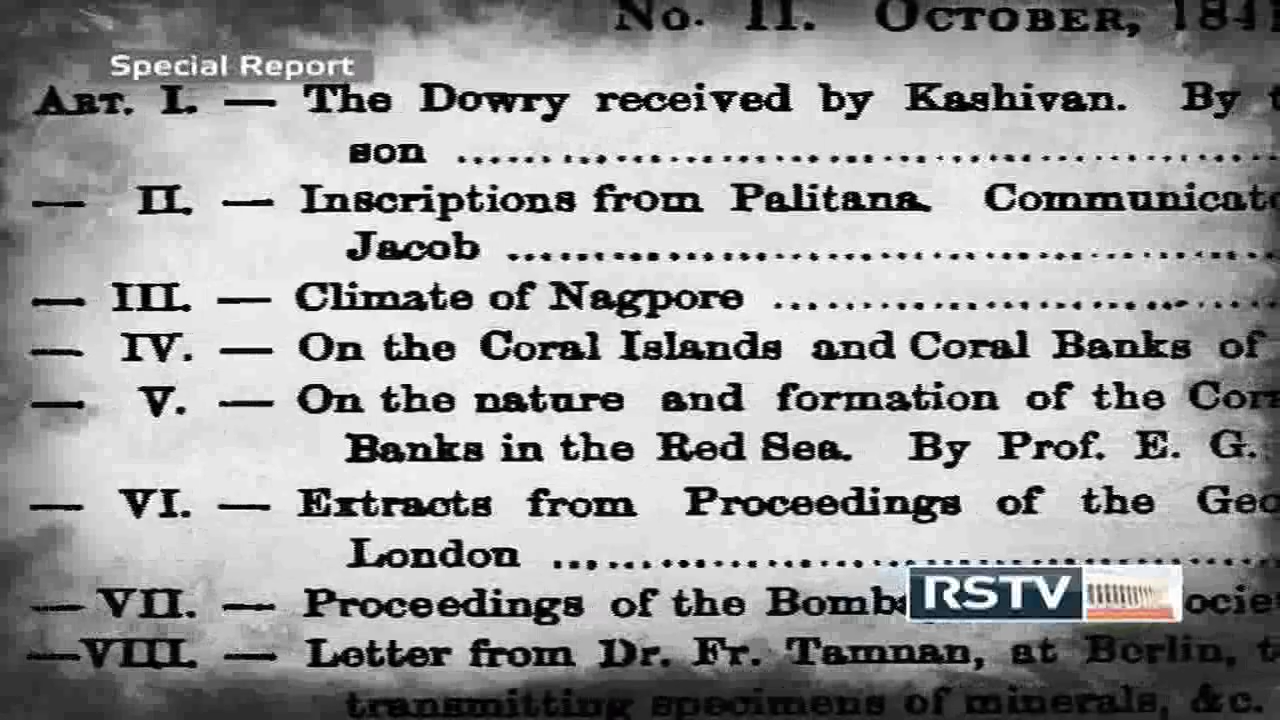 No. II. October, 184
Special Report
Art. I. — The Dowry received by Kashivan. By
son ........................................
— II. — Inscriptions from Palitana. Communicat
Jacob ........................................
— III. — Climate of Nagpore ..............................
— IV. — On the Coral Islands and Coral Banks of
— V. — On the nature and formation of the Cor
Banks in the Red Sea. By Prof. E. G.
— VI. — Extracts from Proceedings of the Geo
London ........................................
RSTV
— VII. — Proceedings of the Bomb ocie
—VIII. — Letter from Dr. Fr. Tamnan, at Berlin, t
transmitting specimens of minerals, &c.